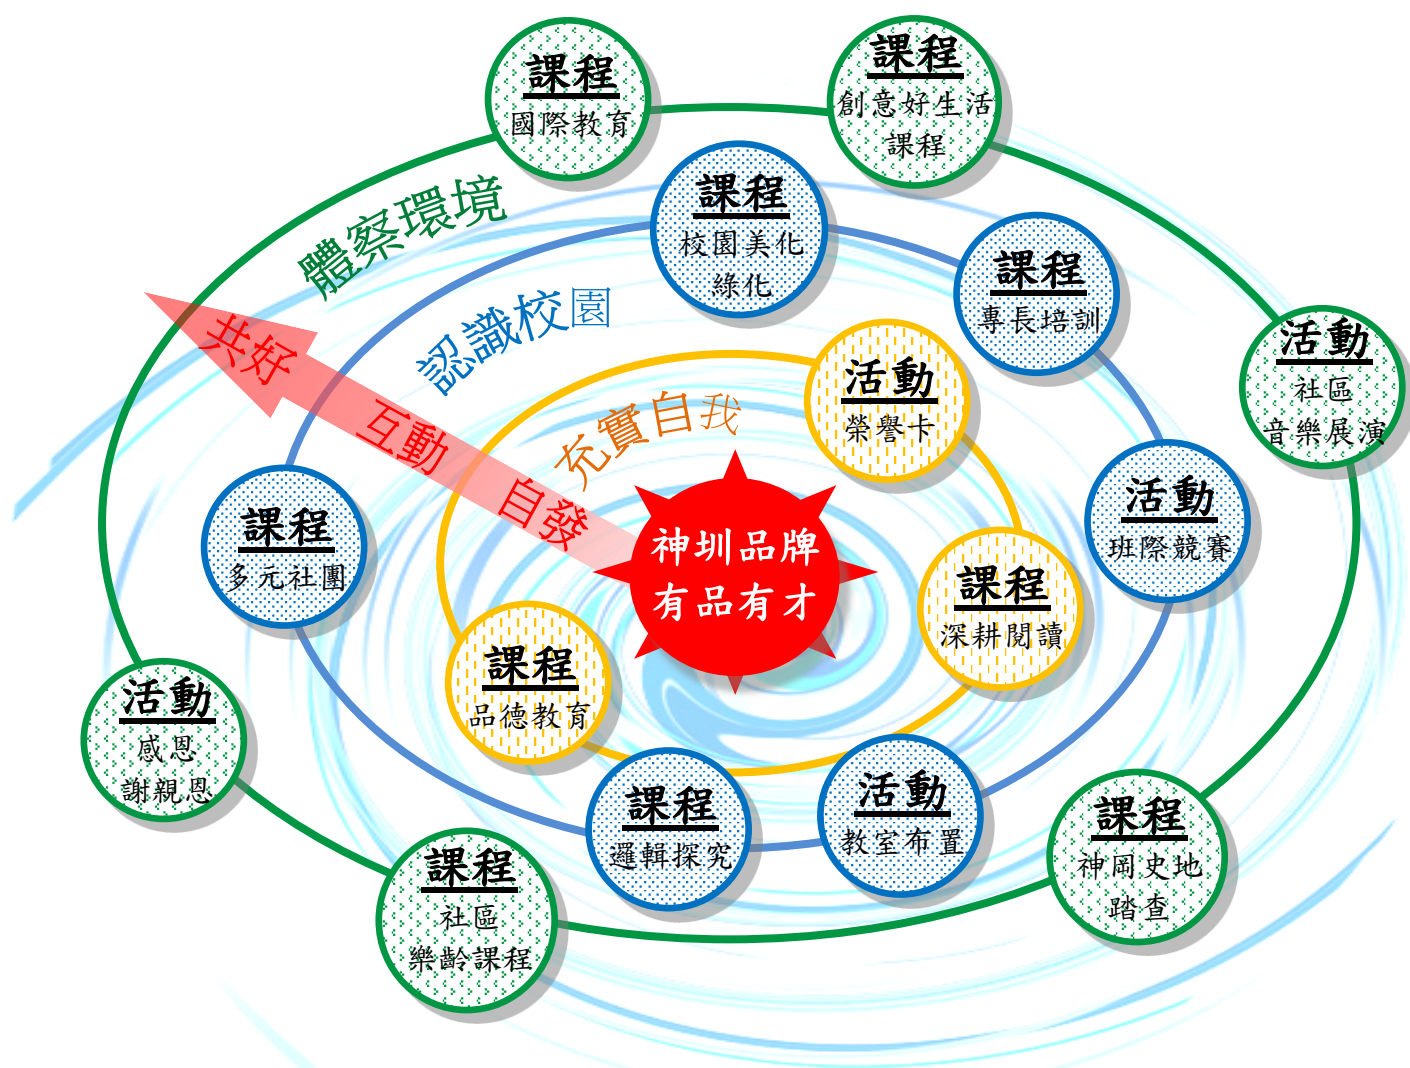 課程
國際教育
課程
創意好生活
課程
體察環境
課程
校園美化
綠化
課程
專長培訓
認識校園
活動
社區
音樂展演
共好
互動
自發
充實自我
活動
榮譽卡
課程
多元社團
神圳品牌
有品有才
活動
班際競賽
課程
深耕閱讀
課程
品德教育
活動
感恩
謝親恩
課程
邏輯探究
活動
教室布置
課程
神岡史地
踏查
課程
社區
樂齡課程